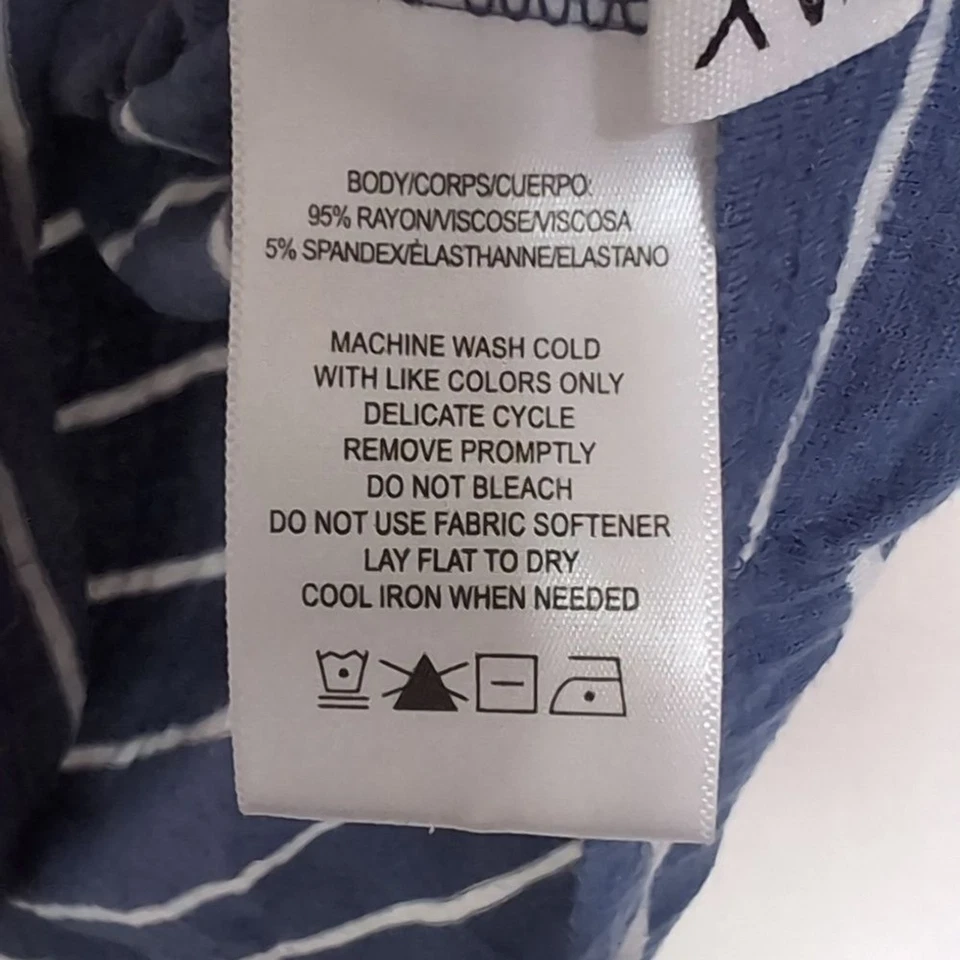 BODY/CORPS/CUERPO:
95% RAYON/VISCOSE/VISCOSA
5% SPANDEX/ÈLASTHANNE/ELASTANO
MACHINE WASH COLD
WITH LIKE COLORS ONLY
DELICATE CYCLE
REMOVE PROMPTLY
DO NOT BLEACH
DO NOT USE FABRIC SOFTENER
LAY FLAT TO DRY
COOL IRON WHEN NEEDED